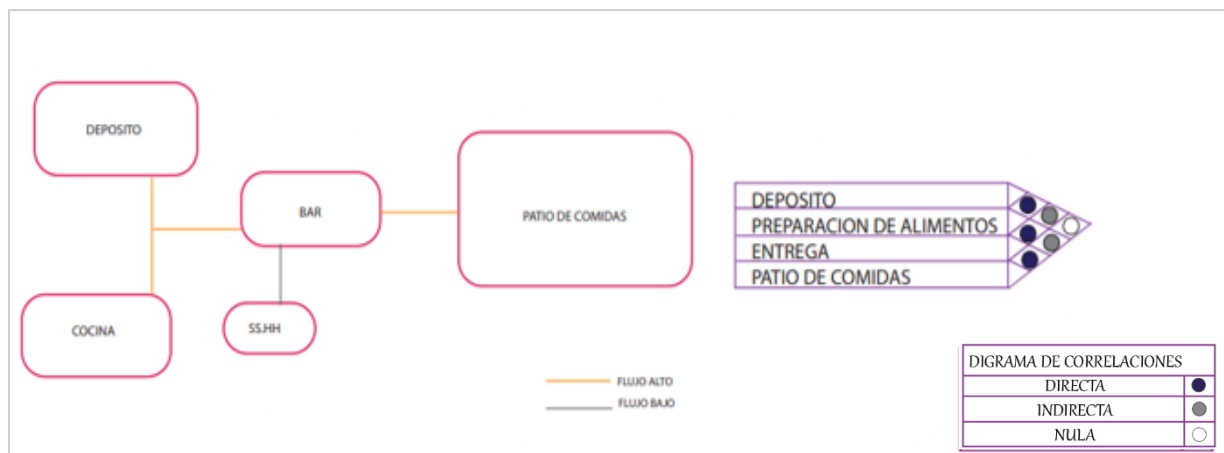 DEPOSITO
BAR
PATIO DE COMIDAS
COCINA
SS.HH
FLUJO ALTO
FLUJO BAJO
DEPOSITO
PREPARACION DE ALIMENTOS
ENTREGA
PATIO DE COMIDAS
DIGRAMA DE CORRELACIONES
DIRECTA
INDIRECTA
NULA